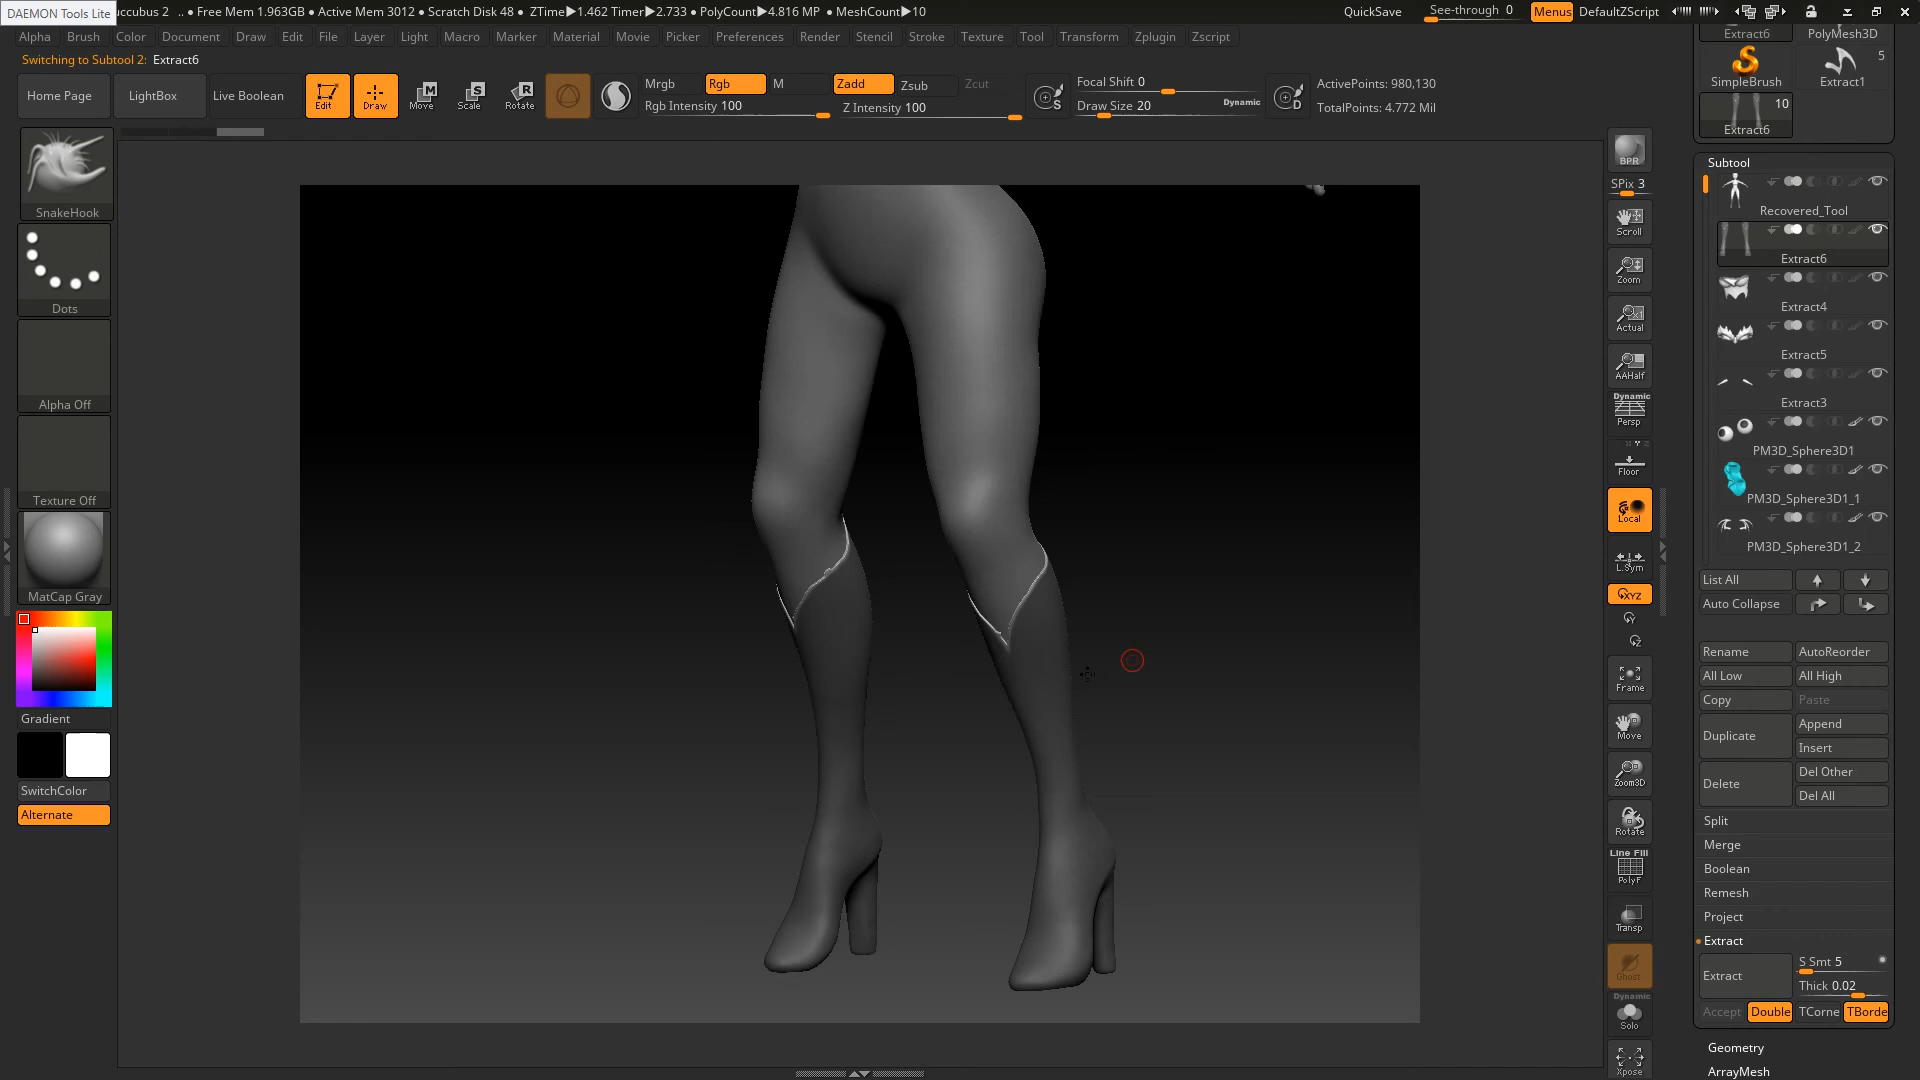 DAEMON Tools Lite
uccubus 2 .. ● Free Mem 1.963GB ● Active Mem 3012 ● Scratch Disk 48 ● ZTime▶1.462 Timer▶2.733 ● PolyCount▶4.816 MP ● MeshCount▶10
QuickSave See-through 0 Menus DefaultZScript
Alpha Brush Color Document Draw Edit File Layer Light Macro Marker Material Movie Picker Preferences Render Stencil Stroke Texture Tool Transform Zplugin Zscript
Switching to Subtool 2: Extract6
Home Page LightBox Live Boolean Edit Draw Move Scale Rotate
Mrgb Rgb M Zadd Zsub Zcut
Rgb Intensity 100 Z Intensity 100
Focal Shift 0
Draw Size 20 Dynamic
ActivePoints: 980,130
TotalPoints: 4.772 Mil
SnakeHook
Dots
Alpha Off
Texture Off
MatCap Gray
Gradient
SwitchColor
Alternate
BPR
SPix 3
Scroll
Zoom
Actual
AAHalf
Dynamic
Persp
Floor
Local
L.Sym
XYZ
Y
Z
Frame
Move
Zoom3D
Rotate
Line Fill
PolyF
Transp
Ghost
Dynamic
Solo
Xpose
Extract6 PolyMesh3D
5
SimpleBrush Extract1
10
Extract6
Subtool
Recovered_Tool
Extract6
Extract4
Extract5
Extract3
PM3D_Sphere3D1
PM3D_Sphere3D1_1
PM3D_Sphere3D1_2
List All
Auto Collapse
Rename AutoReorder
All Low All High
Copy Paste
Duplicate Append
Insert
Delete Del Other
Del All
Split
Merge
Boolean
Remesh
Project
Extract
Extract S Smt 5
Thick 0.02
Accept Double TCorne TBorde
Geometry
ArrayMesh